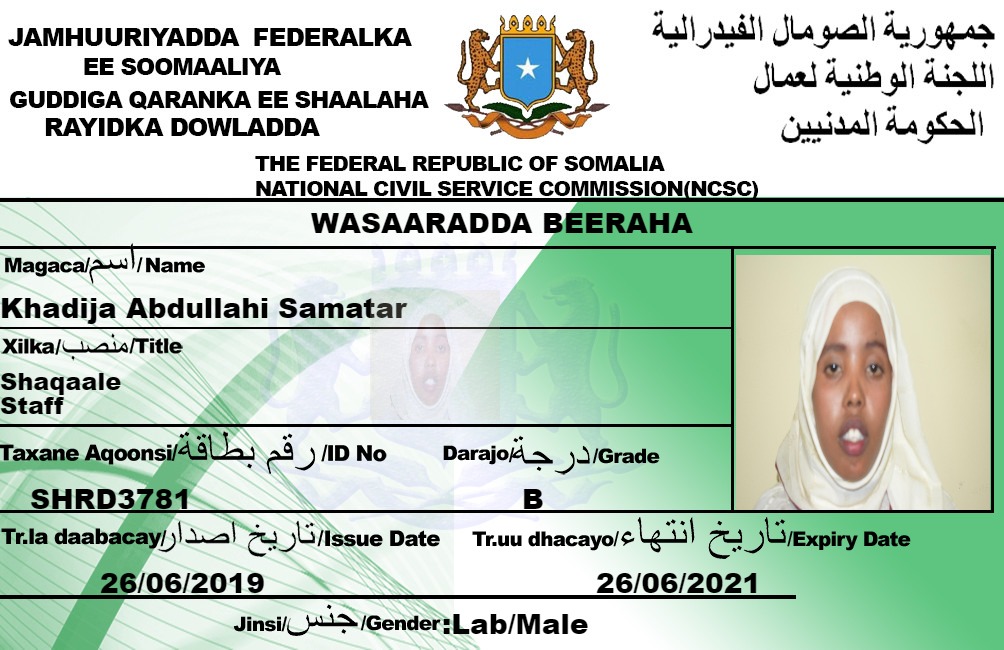 JAMHUURIYADDA FEDERALKA
EE SOOMAALIYA
GUDDIGA QARANKA EE SHAALAHA
RAYIDKA DOWLADDA
جمهورية الصومال الفيدرالية
اللجنة الوطنية لعمال
الحكومة المدنيين
THE FEDERAL REPUBLIC OF SOMALIA
NATIONAL CIVIL SERVICE COMMISSION(NCSC)
WASAARADDA BEERAHA
Magaca/اسم/Name
Khadija Abdullahi Samatar
Xilka/منصب/Title
Shaqaale
Staff
Taxane Aqoonsi/رقم بطاقة/ID No
SHRD3781
Darajo/درجة/Grade
B
Tr.la daabacay/تاريخ اصدار/Issue Date
26/06/2019
Tr.uu dhacayo/تاريخ انتهاء/Expiry Date
26/06/2021
Jinsi/جنس/Gender:Lab/Male